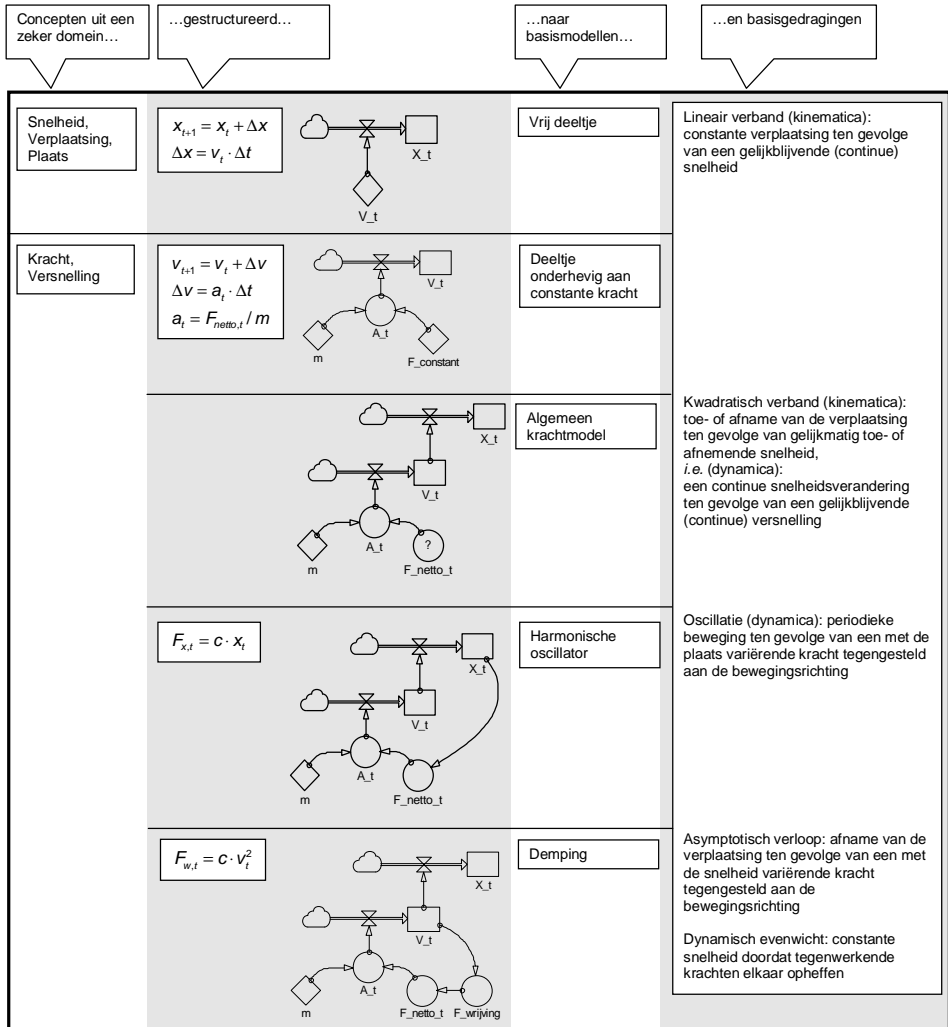 Concepten uit een
zeker domein…
…gestructureerd…
…naar
basismodellen…
…en basisgedragingen
Snelheid,
Verplaatsing,
Plaats
x_{t+1} = x_t + Δx
Δx = v_t · Δt
X_t
V_t
Vrij deeltje
Lineair verband (kinematica):
constante verplaatsing ten gevolge
van een gelijkblijvende (continue)
snelheid
Kracht,
Versnelling
v_{t+1} = v_t + Δv
Δv = a_t · Δt
a_t = F_{netto,t} / m
V_t
A_t
m
F_constant
Deeltje
onderhevig aan
constante kracht
X_t
V_t
A_t
?
m
F_netto_t
Algemeen
krachtmodel
Kwadratisch verband (kinematica):
toe- of afname van de verplaatsing
ten gevolge van gelijkmatig toe- of
afnemende snelheid,
i.e. (dynamica):
een continue snelheidsverandering
ten gevolge van een gelijkblijvende
(continue) versnelling
F_{x,t} = c · x_t
X_t
V_t
A_t
m
F_netto_t
Harmonische
oscillator
Oscillatie (dynamica): periodieke
beweging ten gevolge van een met de
plaats variërende kracht tegengesteld
aan de bewegingsrichting
F_{w,t} = c · v_t^2
X_t
V_t
A_t
m
F_netto_t
F_wrijving
Demping
Asymptotisch verloop: afname van de
verplaatsing ten gevolge van een met
de snelheid variërende kracht
tegengesteld aan de
bewegingsrichting
Dynamisch evenwicht: constante
snelheid doordat tegenwerkende
krachten elkaar opheffen